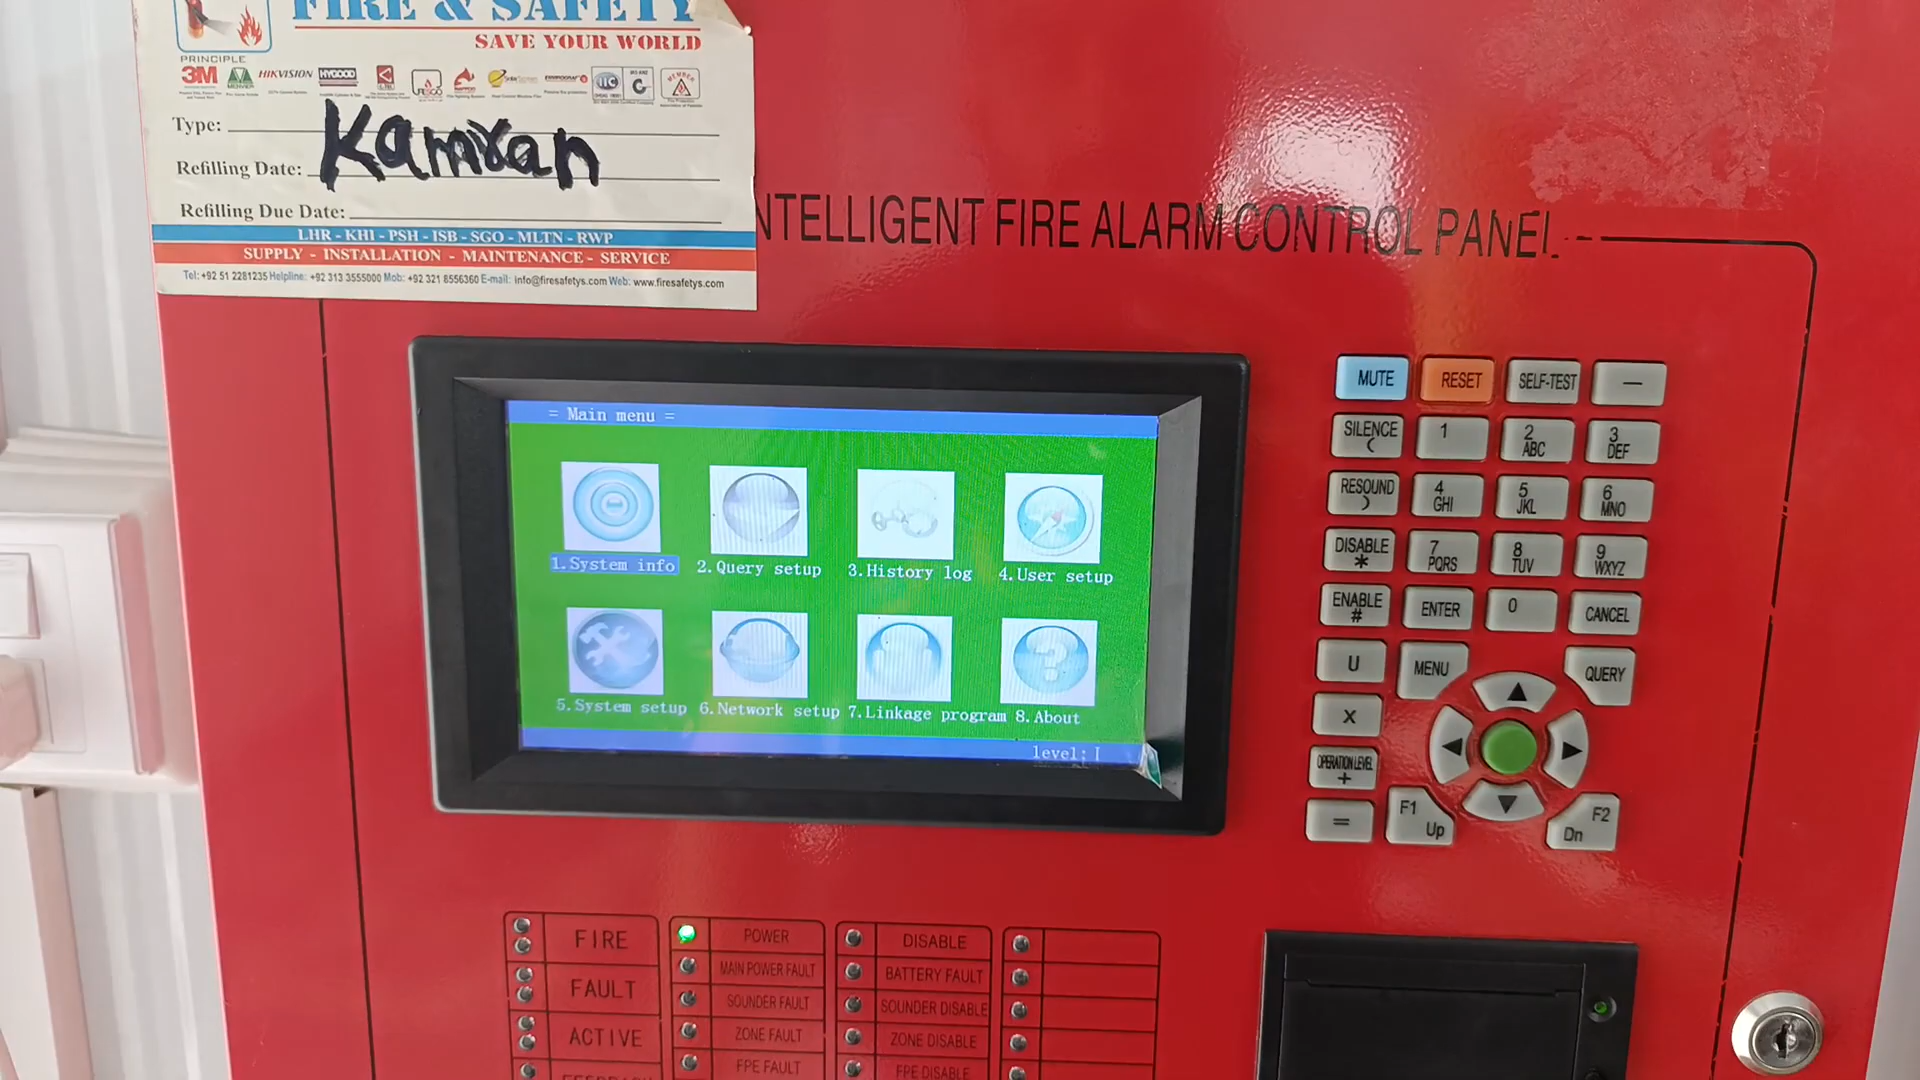 FIRE & SAFETY
SAVE YOUR WORLD
PRINCIPLE
3M
HIKVISION
HYGOOD
Type:
Kamran
Refilling Date:
Refilling Due Date:
LHR - KHI - PSH - ISB - SGO - MLTN - RWP
SUPPLY - INSTALLATION - MAINTENANCE - SERVICE
Tel: +92 51 2281235 Helpline: +92 313 3555000 Mob: +92 321 8556360 E-mail: info@firesafetys.com Web: www.firesafetys.com
NTELLIGENT FIRE ALARM CONTROL PANEL
= Main menu =
1.System info 2.Query setup 3.History log 4.User setup
5.System setup 6.Network setup 7.Linkage program 8.About
level: I
MUTE RESET SELF-TEST —
SILENCE ( 1 2 ABC 3 DEF
RESOUND ) 4 GHI 5 JKL 6 MNO
DISABLE * 7 PQRS 8 TUV 9 WXYZ
ENABLE # ENTER 0 CANCEL
U MENU QUERY
X
OPERATION LEVEL +
= F1 Up F2 Dn
FIRE POWER DISABLE
FAULT MAIN POWER FAULT BATTERY FAULT
SOUNDER FAULT SOUNDER DISABLE
ACTIVE ZONE FAULT ZONE DISABLE
FPE FAULT FPE DISABLE